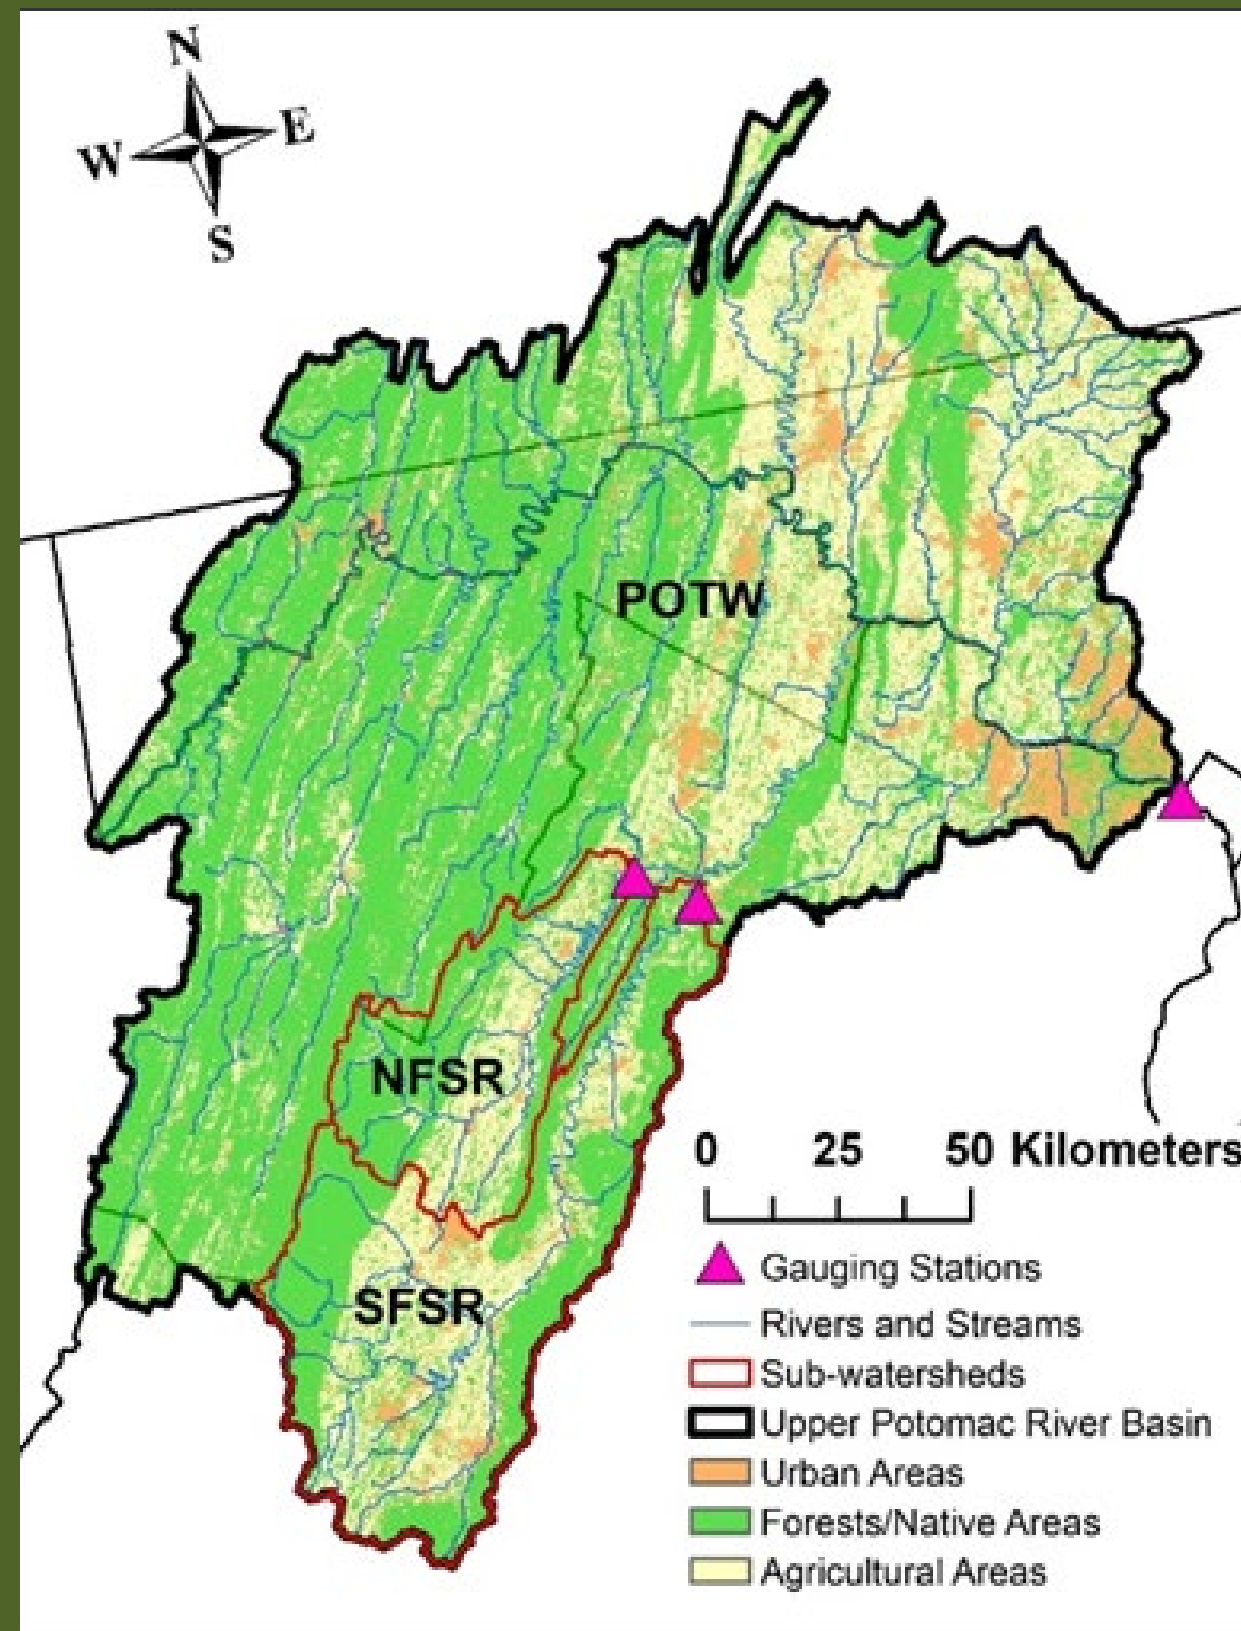 N
W E
S
POTW
NFSR
SFSR
0 25 50 Kilometers
Gauging Stations
Rivers and Streams
Sub-watersheds
Upper Potomac River Basin
Urban Areas
Forests/Native Areas
Agricultural Areas